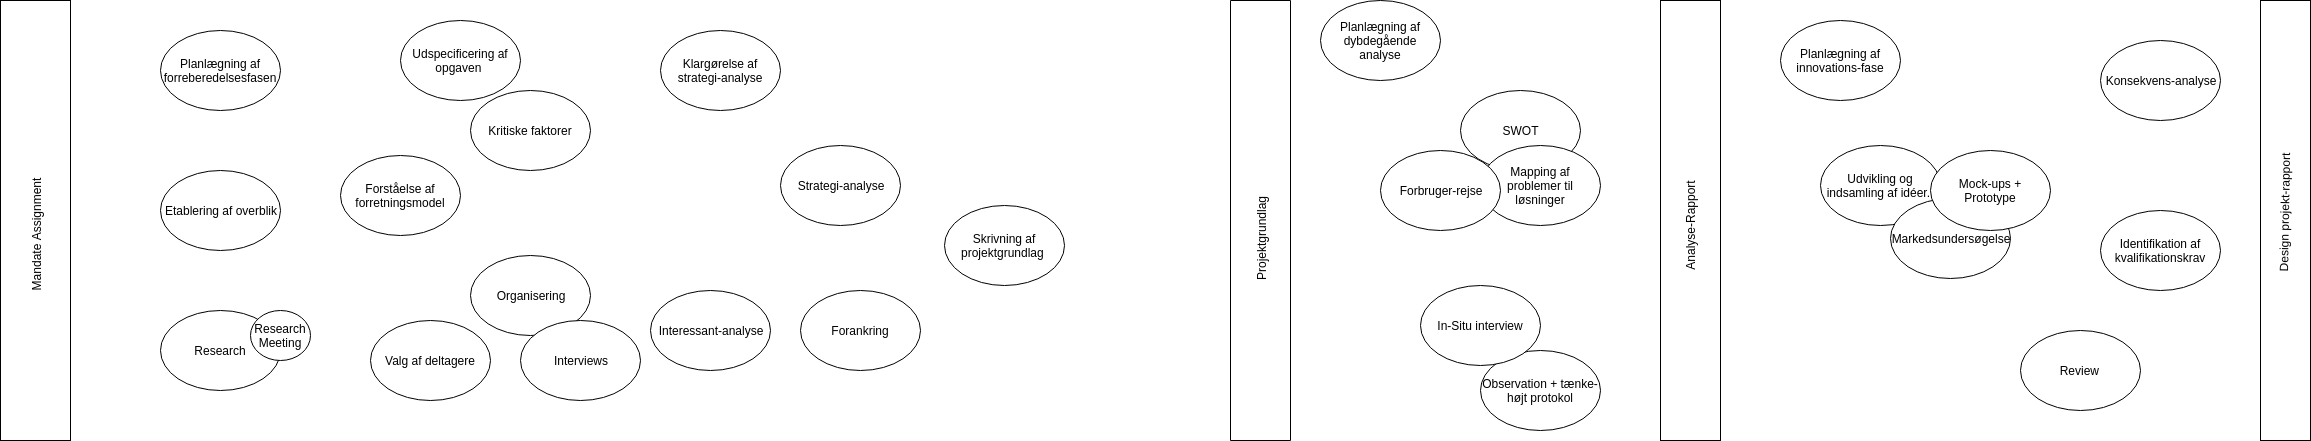 Mandate Assignment
Planlægning af
forreberedelsesfasen
Etablering af overblik
Research
Research
Meeting
Udspecificering af
opgaven
Kritiske faktorer
Forståelse af
forretningsmodel
Organisering
Valg af deltagere
Interviews
Klargørelse af
strategi-analyse
Strategi-analyse
Interessant-analyse
Forankring
Skrivning af
projektgrundlag
Projektgrundlag
Planlægning af
dybdegående
analyse
SWOT
Forbruger-rejse
Mapping af
problemer til
løsninger
In-Situ interview
Observation + tænke-
højt protokol
Analyse-Rapport
Planlægning af
innovations-fase
Udvikling og
indsamling af idéer.
Mock-ups +
Prototype
Markedsundersøgelse
Konsekvens-analyse
Identifikation af
kvalifikationskrav
Review
Design projekt-rapport